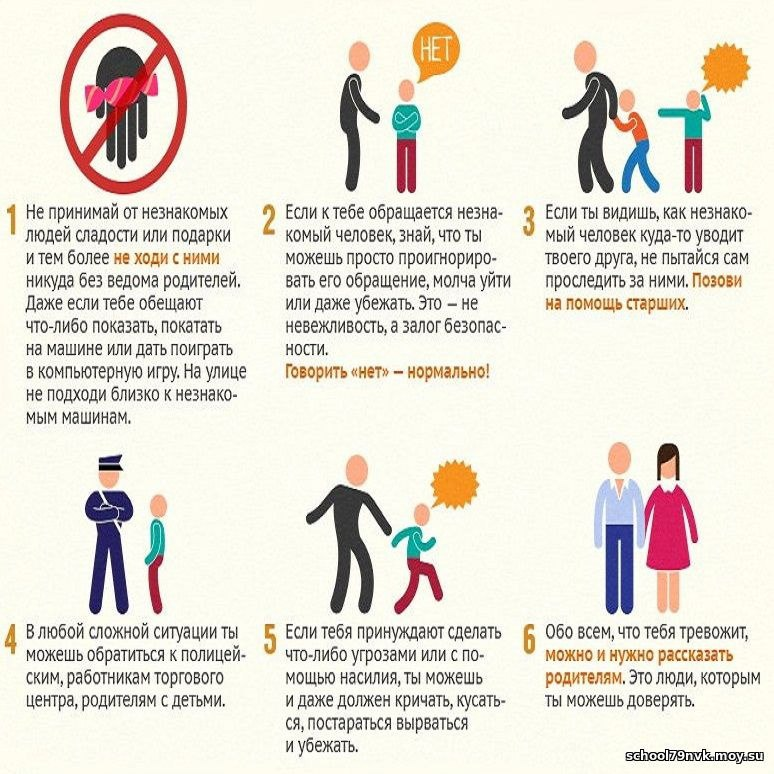 НЕТ
1 Не принимай от незнакомых
людей сладости или подарки
и тем более не ходи с ними
никуда без ведома родителей.
Даже если тебе обещают
что-либо показать, покатать
на машине или дать поиграть
в компьютерную игру. На улице
не подходи близко к незнако-
мым машинам.
2 Если к тебе обращается незна-
комый человек, знай, что ты
можешь просто проигнориро-
вать его обращение, молча уйти
или даже убежать. Это — не
невежливость, а залог безопас-
ности.
Говорить «нет» — нормально!
3 Если ты видишь, как незнако-
мый человек куда-то уводит
твоего друга, не пытайся сам
проследить за ними. Позови
на помощь старших.
4 В любой сложной ситуации ты
можешь обратиться к полицей-
ским, работникам торгового
центра, родителям с детьми.
5 Если тебя принуждают сделать
что-либо угрозами или с по-
мощью насилия, ты можешь
и даже должен кричать, кусать-
ся, постараться вырваться
и убежать.
6 Обо всем, что тебя тревожит,
можно и нужно рассказать
родителям. Это люди, которым
ты можешь доверять.
school79nvk.moy.su